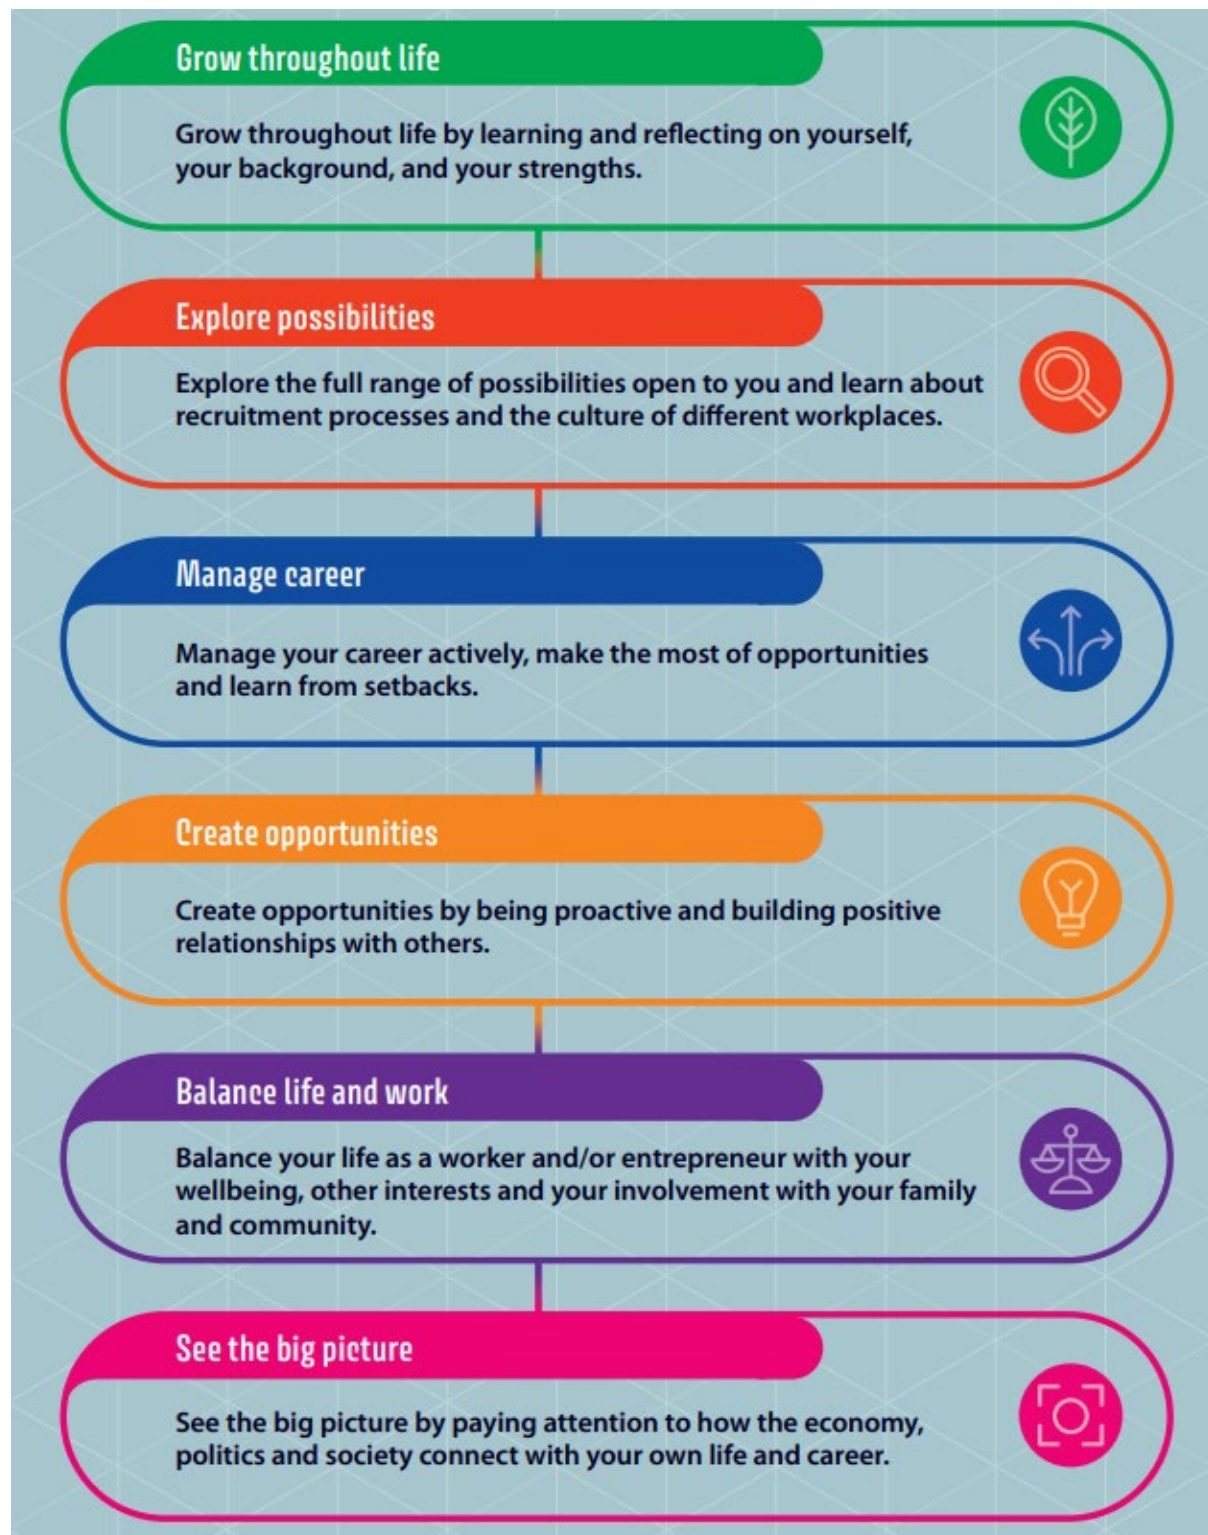 Grow throughout life
Grow throughout life by learning and reflecting on yourself,
your background, and your strengths.
Explore possibilities
Explore the full range of possibilities open to you and learn about
recruitment processes and the culture of different workplaces.
Manage career
Manage your career actively, make the most of opportunities
and learn from setbacks.
Create opportunities
Create opportunities by being proactive and building positive
relationships with others.
Balance life and work
Balance your life as a worker and/or entrepreneur with your
wellbeing, other interests and your involvement with your family
and community.
See the big picture
See the big picture by paying attention to how the economy,
politics and society connect with your own life and career.